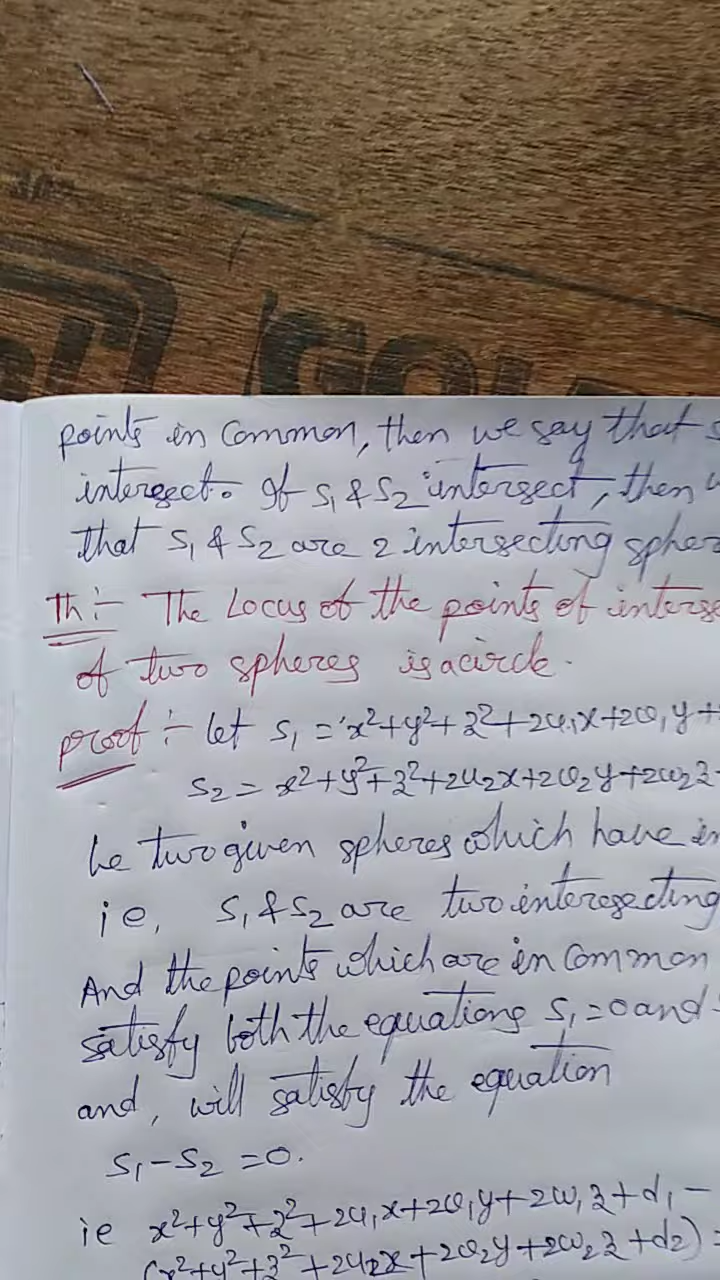 GOL
points in Common, then we say that s
intersect. If S₁ & S₂ intersect, then
that S₁ & S₂ are 2 intersecting spher
Th :- The Locus of the points of interse
of two spheres is a circle.
proof :- let S₁ = x²+y²+z²+2u₁x+2v₁y+
S₂ = x²+y²+z²+2u₂x+2v₂y+2w₂z
be two given spheres which have in
ie, S₁ & S₂ are two interesecting
And the points which are in Common
satisfy both the equations S₁=0 and
and, will satisfy the equation
S₁-S₂ =0.
ie x²+y²+z²+2u₁x+2v₁y+2w₁z+d₁ -
(x²+y²+z²+2u₂x+2v₂y+2w₂z+d₂) =